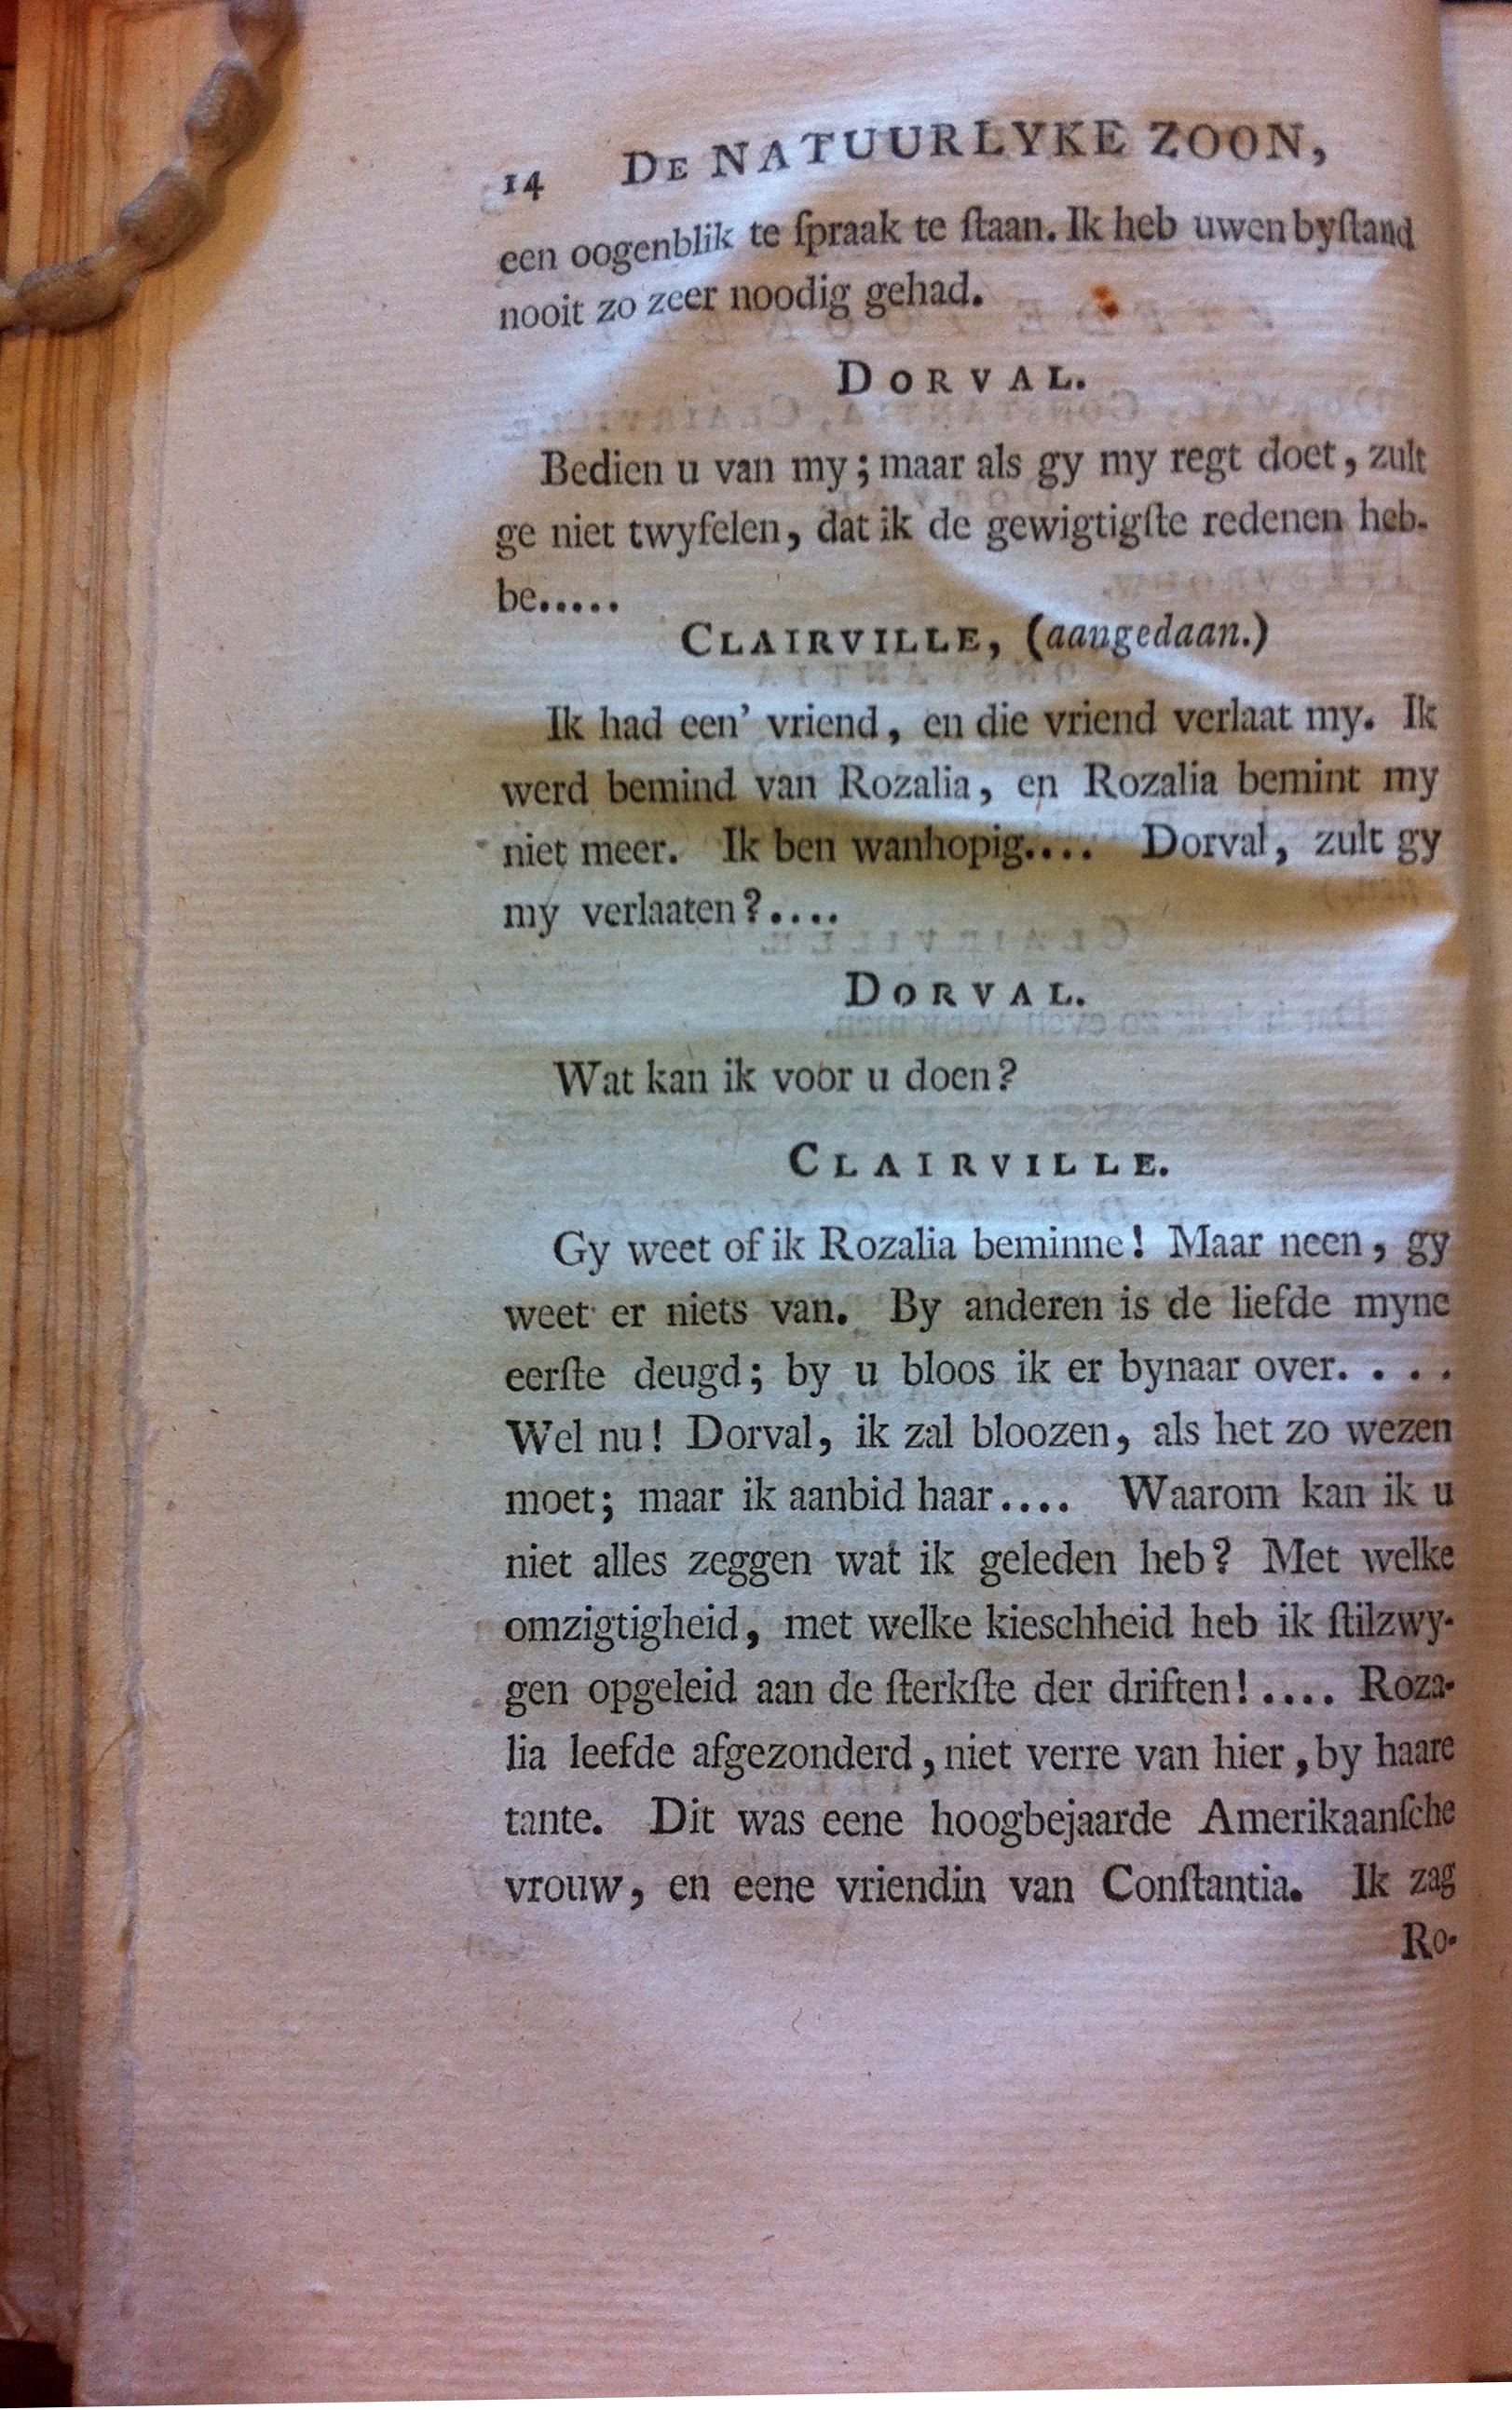 14 DE NATUURLYKE ZOON,
een oogenblik te ſpraak te ſtaan. Ik heb uwen byſtand
nooit zo zeer noodig gehad.
DORVAL.
Bedien u van my; maar als gy my regt doet, zult
ge niet twyfelen, dat ik de gewigtigſte redenen heb-
be.....
CLAIRVILLE, (aangedaan.)
Ik had een' vriend, en die vriend verlaat my. Ik
werd bemind van Rozalia, en Rozalia bemint my
niet meer. Ik ben wanhopig.... Dorval, zult gy
my verlaaten?....
DORVAL.
Wat kan ik voor u doen?
CLAIRVILLE.
Gy weet of ik Rozalia beminne! Maar neen, gy
weet er niets van. By anderen is de liefde myne
eerſte deugd; by u bloos ik er bynaar over. . . .
Wel nu! Dorval, ik zal bloozen, als het zo wezen
moet; maar ik aanbid haar.... Waarom kan ik u
niet alles zeggen wat ik geleden heb? Met welke
omzigtigheid, met welke kieschheid heb ik ſtilzwy-
gen opgeleid aan de ſterkſte der driften!.... Roza-
lia leefde afgezonderd, niet verre van hier, by haare
tante. Dit was eene hoogbejaarde Amerikaanſche
vrouw, en eene vriendin van Conſtantia. Ik zag
Ro-